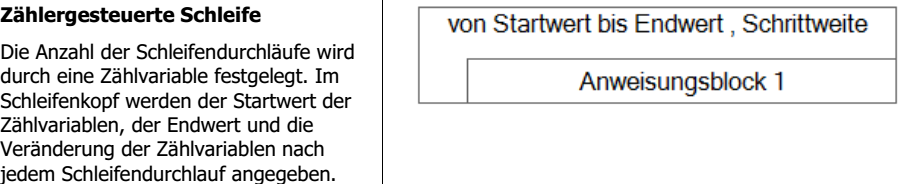 Zählergesteuerte Schleife
Die Anzahl der Schleifendurchläufe wird
durch eine Zählvariable festgelegt. Im
Schleifenkopf werden der Startwert der
Zählvariablen, der Endwert und die
Veränderung der Zählvariablen nach
jedem Schleifendurchlauf angegeben.
von Startwert bis Endwert , Schrittweite
Anweisungsblock 1